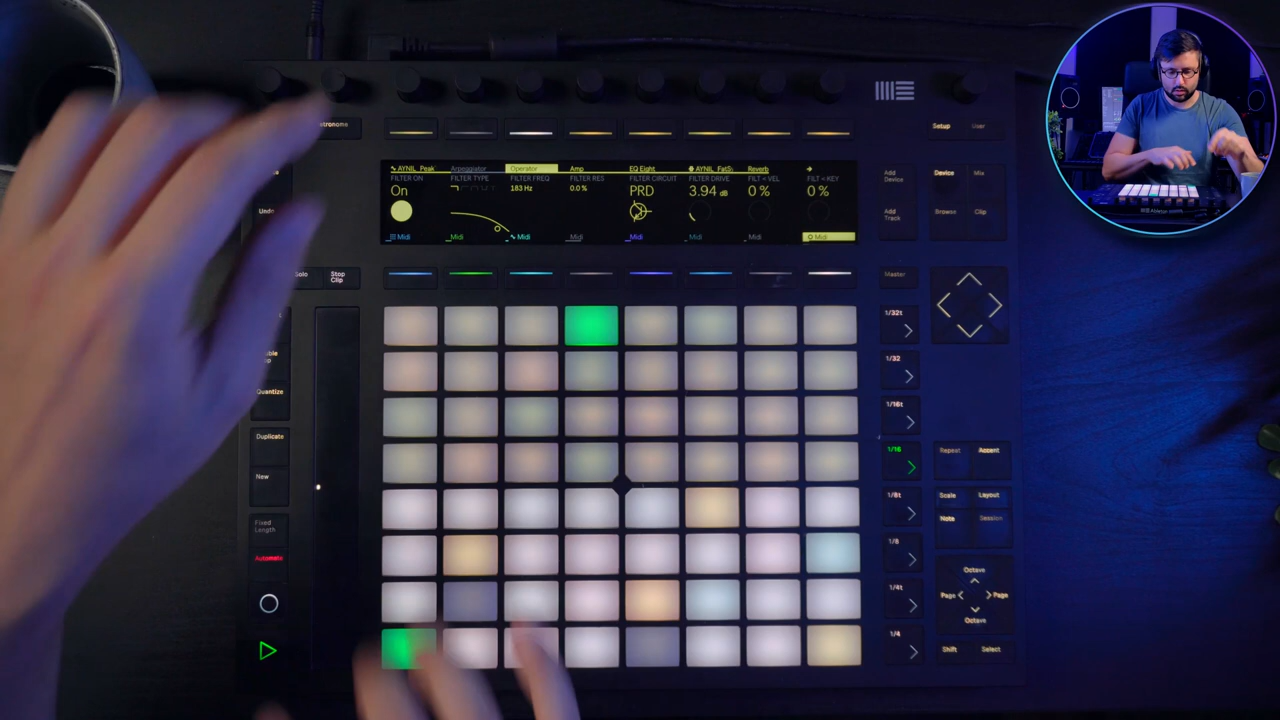 Setup User
AYNIL_Peak Arpeggiator Operator Amp EQ Eight Reverb
FILTER ON FILTER TYPE FILTER FREQ FILTER RES FILTER CIRCUIT FILTER DRIVE FILT < VEL FILT < KEY
On 183 Hz 0.0 % PRD 3.94 dB 0 % 0 %
Midi Midi Midi Midi Midi Midi Midi Midi
Add
Device
Device Mix
Add
Track
Browse Clip
Undo
Solo Stop
Clip
Master
1/32t
1/32
1/16t
1/16
1/8t
1/8
1/4t
1/4
Quantize
Duplicate
New
Fixed
Length
Automate
Repeat Accent
Scale Layout
Note Session
Octave
Page Page
Octave
Shift Select